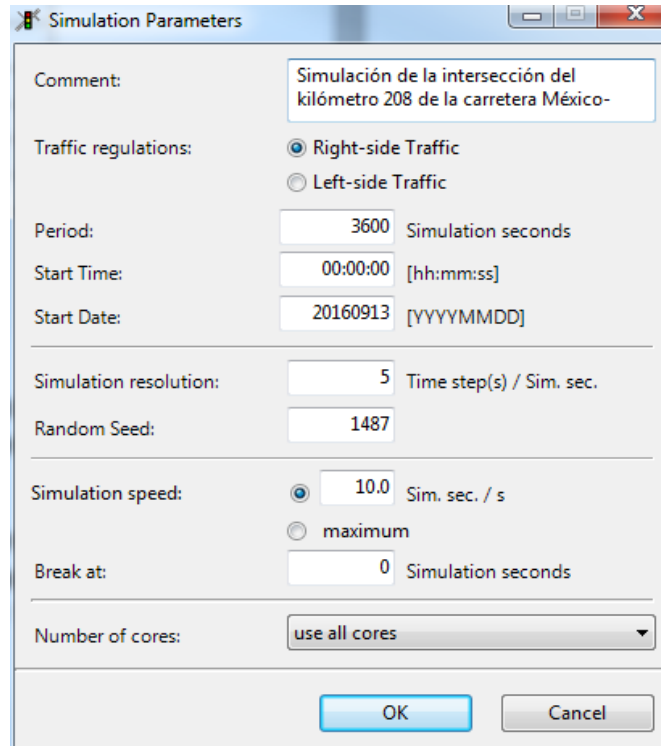 Simulation Parameters
Comment: Simulación de la intersección del
kilómetro 208 de la carretera México-
Traffic regulations: Right-side Traffic
Left-side Traffic
Period: 3600 Simulation seconds
Start Time: 00:00:00 [hh:mm:ss]
Start Date: 20160913 [YYYYMMDD]
Simulation resolution: 5 Time step(s) / Sim. sec.
Random Seed: 1487
Simulation speed: 10.0 Sim. sec. / s
maximum
Break at: 0 Simulation seconds
Number of cores: use all cores
OK Cancel